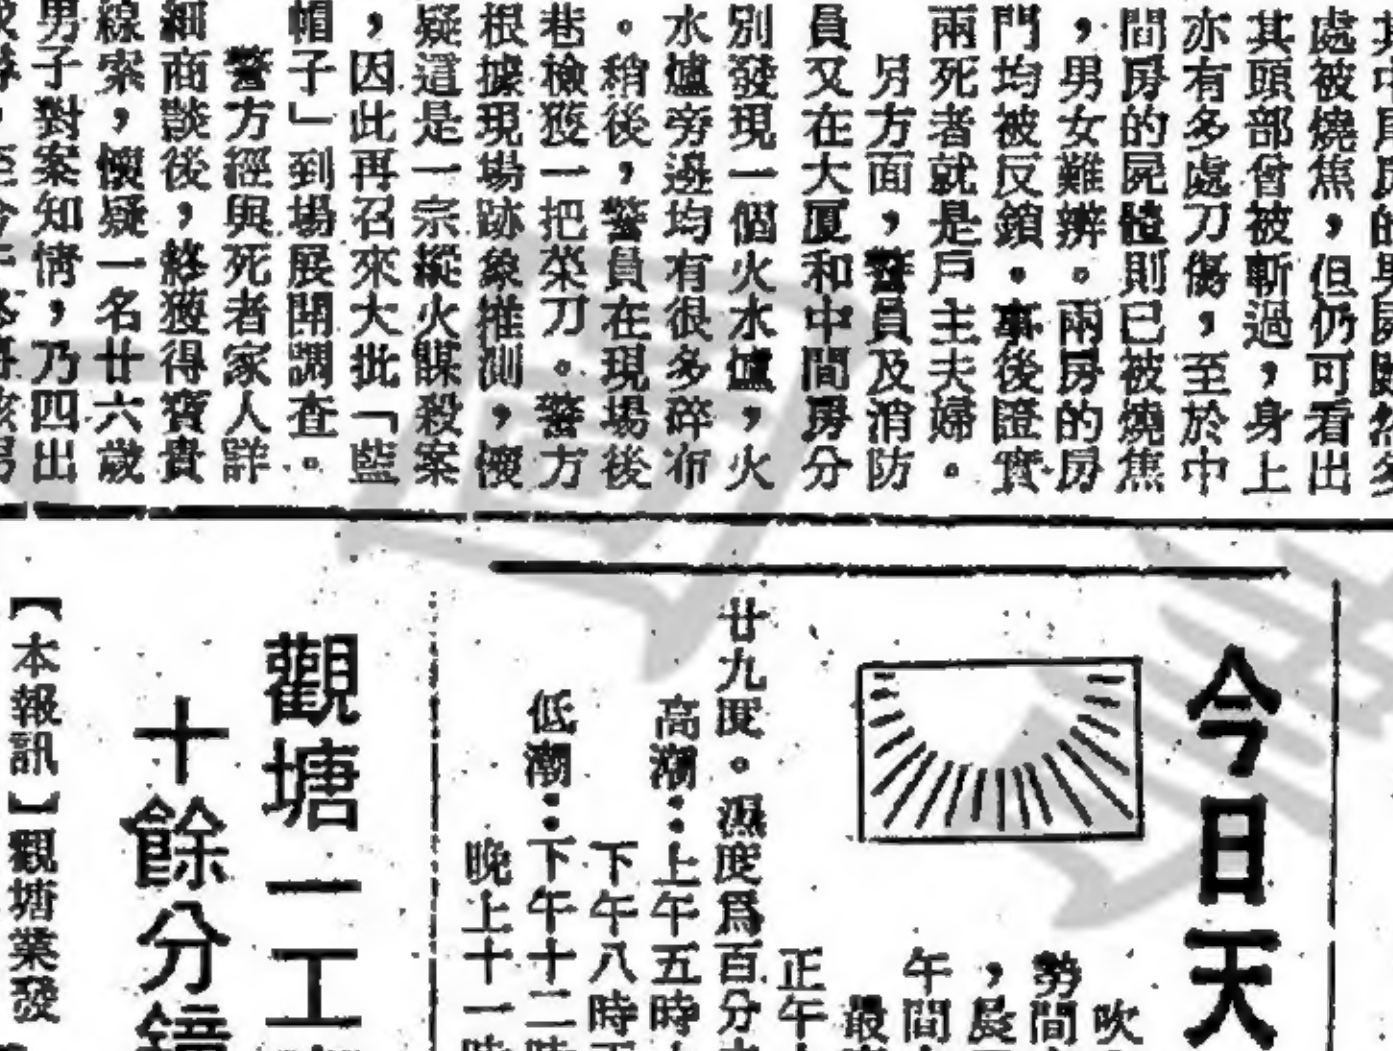 處被燒焦，但仍可看出
其頭部曾被斬過，身上
亦有多處刀傷，至於中
間房的屍體則已被燒焦
，男女難辨。兩房的房
門均被反鎖。事後證實
兩死者就是戶主夫婦。
另方面，警員及消防
員又在大厦和中間房分
別發現一個火水爐，火
水爐旁邊均有很多碎布
。稍後，警員在現場後
巷檢獲一把菜刀。警方
根據現場跡象推測，懷
疑這是一宗縱火謀殺案
，因此再召來大批「藍
帽子」到場展開調查。
警方經與死者家人詳
細商談後，終獲得寶貴
線索，懷疑一名廿六歲
男子對案知情，乃四出
今日天
吹
勢間
，晨
午間
最
正午
廿九度。濕度爲百分
高潮：上午五時
下午八時
低潮：下午十二時
晚上十一時
觀塘一工
十餘分鐘
【本報訊】觀塘業發